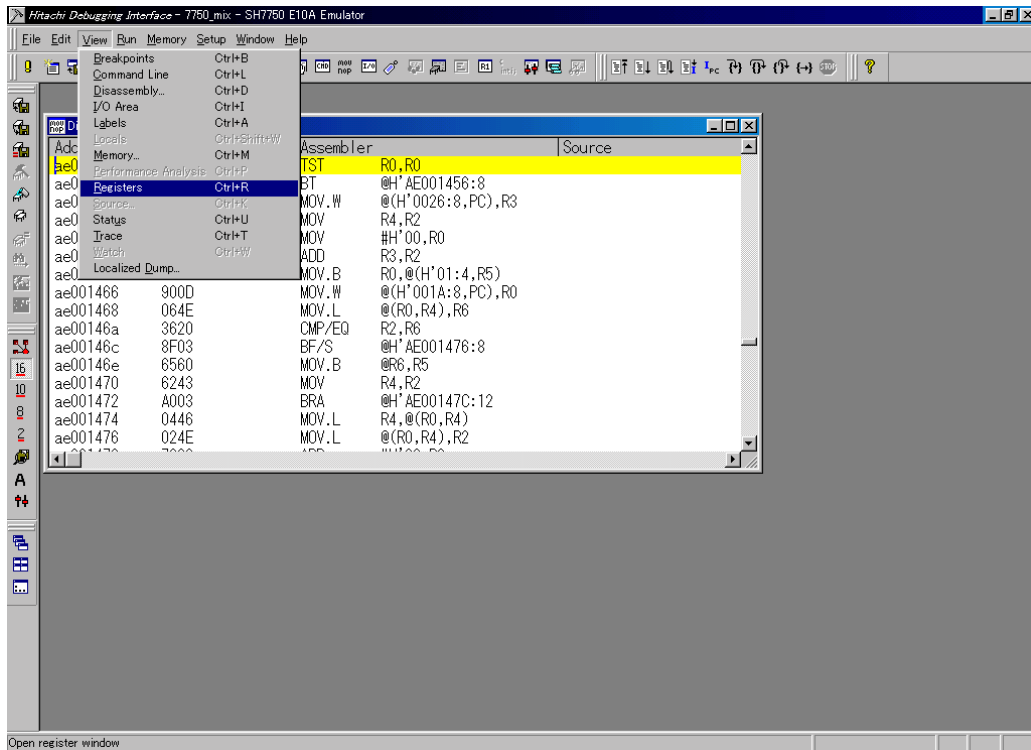 Hitachi Debugging Interface - 7750_mix - SH7750 E10A Emulator
File Edit View Run Memory Setup Window Help
Breakpoints Ctrl+B
Command Line Ctrl+L
Disassembly... Ctrl+D
I/O Area Ctrl+I
Labels Ctrl+A
Locals Ctrl+Shift+W
Memory... Ctrl+M
Performance Analysis Ctrl+P
Registers Ctrl+R
Source... Ctrl+K
Status Ctrl+U
Trace Ctrl+T
Watch Ctrl+W
Localized Dump...
Assembler Source
TST R0,R0
BT @H'AE001456:8
MOV.W @(H'0026:8,PC),R3
MOV R4,R2
MOV #H'00,R0
ADD R3,R2
MOV.B R0,@(H'01:4,R5)
ae001466 900D MOV.W @(H'001A:8,PC),R0
ae001468 064E MOV.L @(R0,R4),R6
ae00146a 3620 CMP/EQ R2,R6
ae00146c 8F03 BF/S @H'AE001476:8
ae00146e 6560 MOV.B @R6,R5
ae001470 6243 MOV R4,R2
ae001472 A003 BRA @H'AE00147C:12
ae001474 0446 MOV.L R4,@(R0,R4)
ae001476 024E MOV.L @(R0,R4),R2
16
10
8
2
A
Open register window